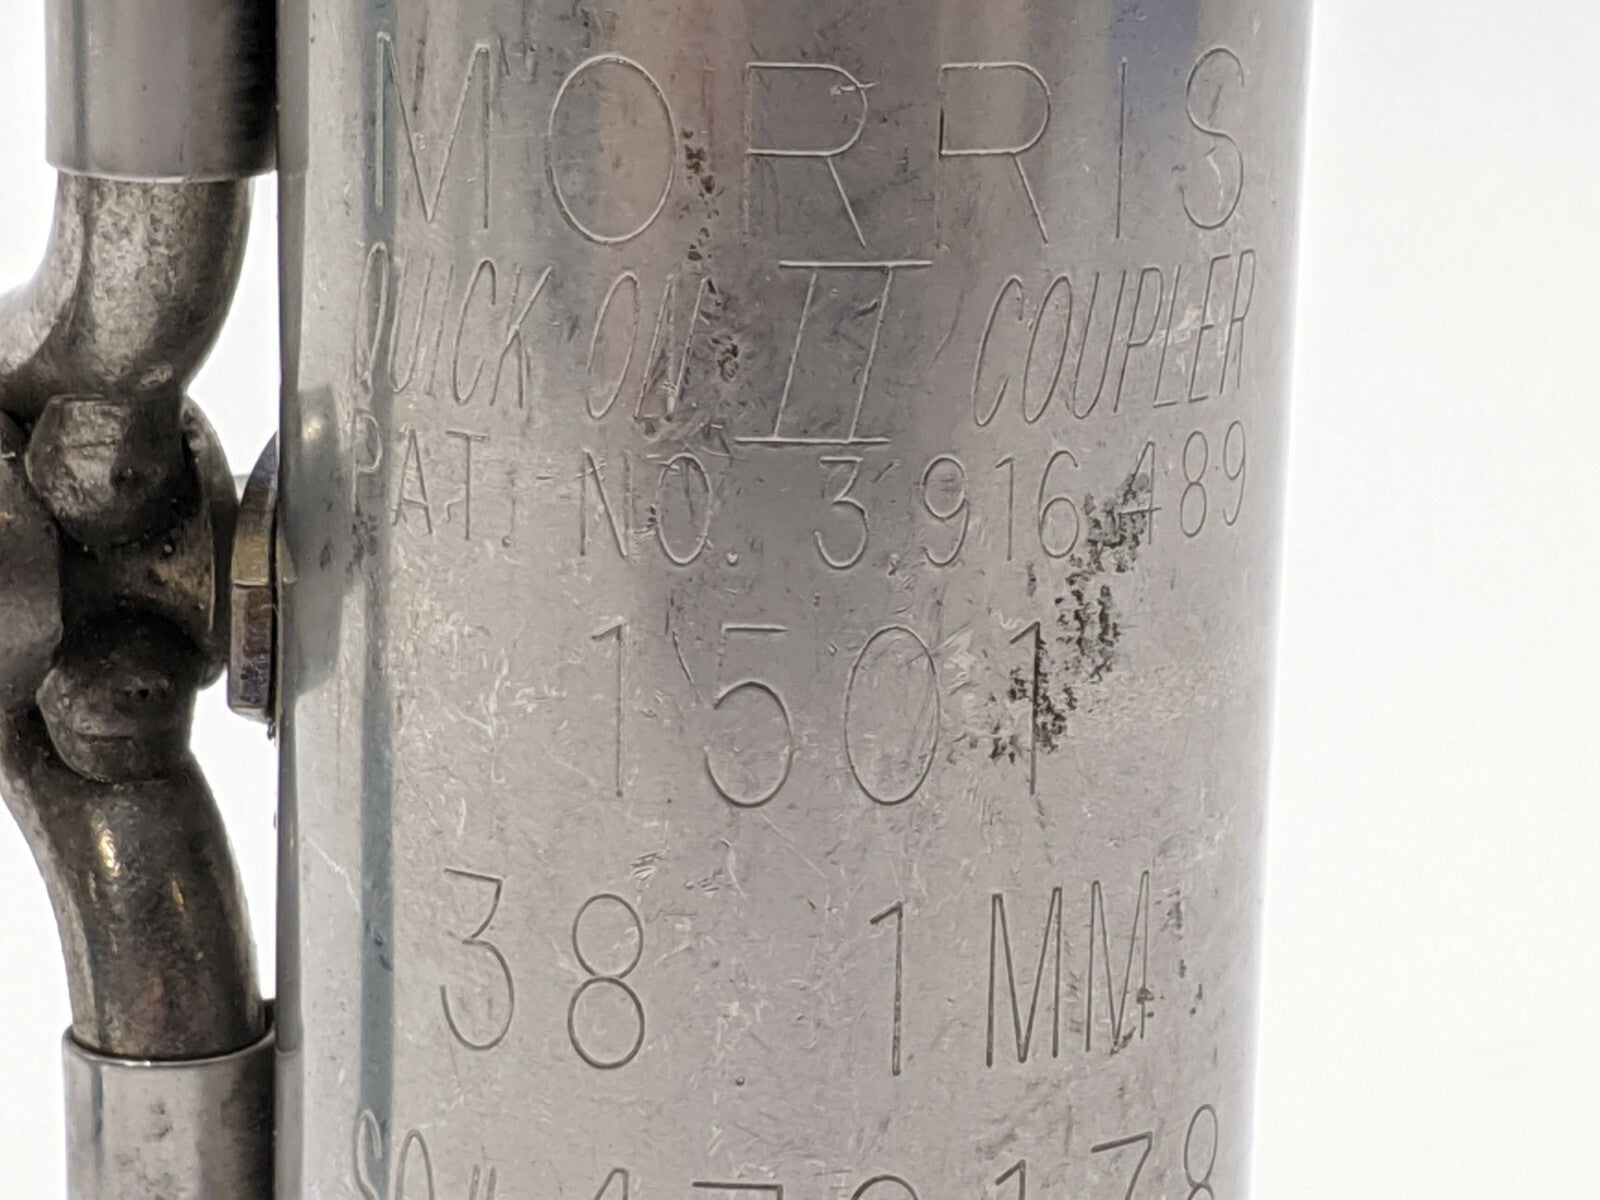 MORRIS
QUICK ON II COUPLER
PAT. NO. 3,916,489
1501
38 1 MM